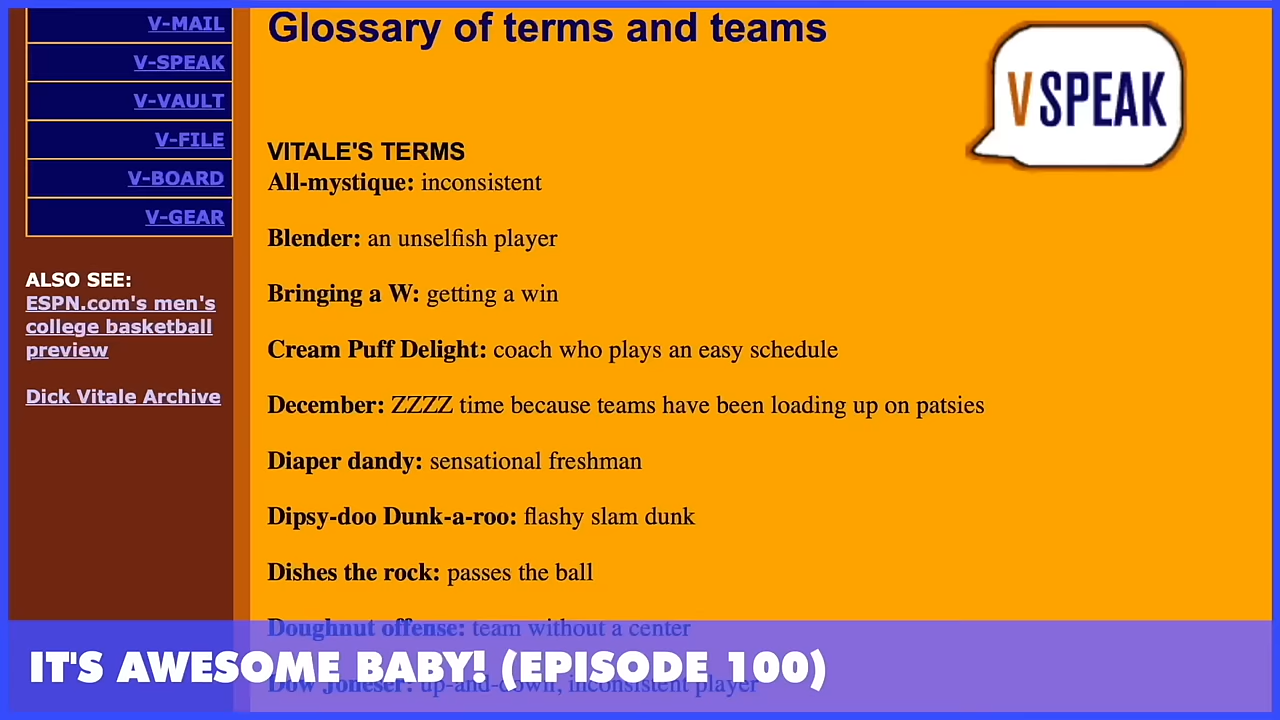 V-MAIL
V-SPEAK
V-VAULT
V-FILE
V-BOARD
V-GEAR
ALSO SEE:
ESPN.com's men's
college basketball
preview
Dick Vitale Archive
Glossary of terms and teams
V SPEAK
VITALE'S TERMS
All-mystique: inconsistent
Blender: an unselfish player
Bringing a W: getting a win
Cream Puff Delight: coach who plays an easy schedule
December: ZZZZ time because teams have been loading up on patsies
Diaper dandy: sensational freshman
Dipsy-doo Dunk-a-roo: flashy slam dunk
Dishes the rock: passes the ball
Doughnut offense: team without a center
Dow Joneser: up-and-down, inconsistent player
IT'S AWESOME BABY! (EPISODE 100)